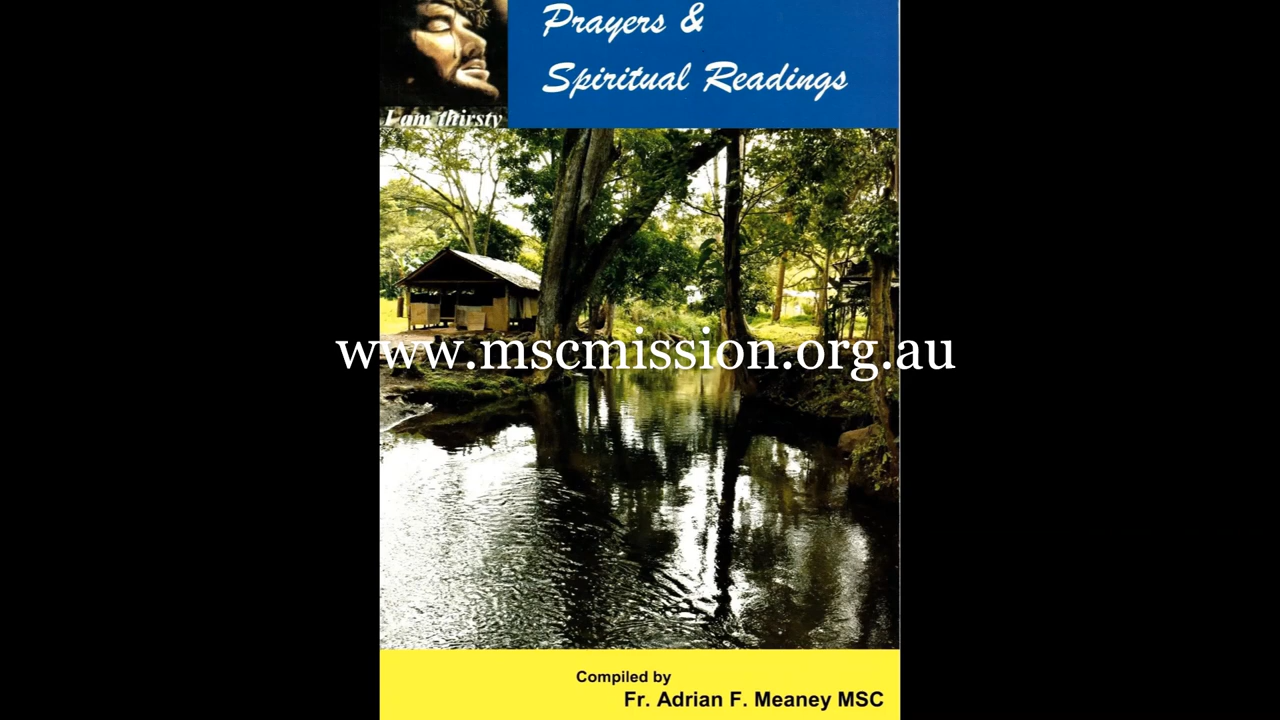 Prayers &
Spiritual Readings
I am thirsty
www.mscmission.org.au
Compiled by
Fr. Adrian F. Meaney MSC